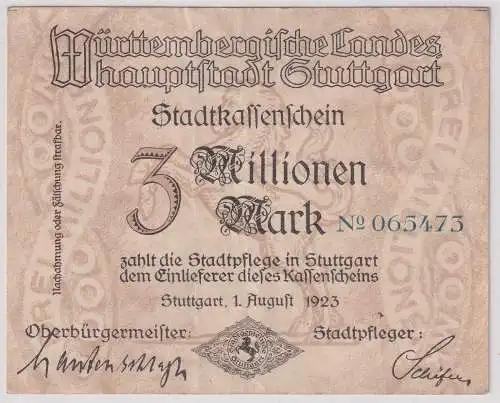 Württembergische Landes
hauptstadt Stuttgart
Stadtkassenschein
3 Millionen
Mark № 065473
zahlt die Stadtpflege in Stuttgart
dem Einlieferer dieses Kassenscheins
Stuttgart, 1. August 1923
Oberbürgermeister: Stadtpfleger:
Nachahmung oder Fälschung strafbar.